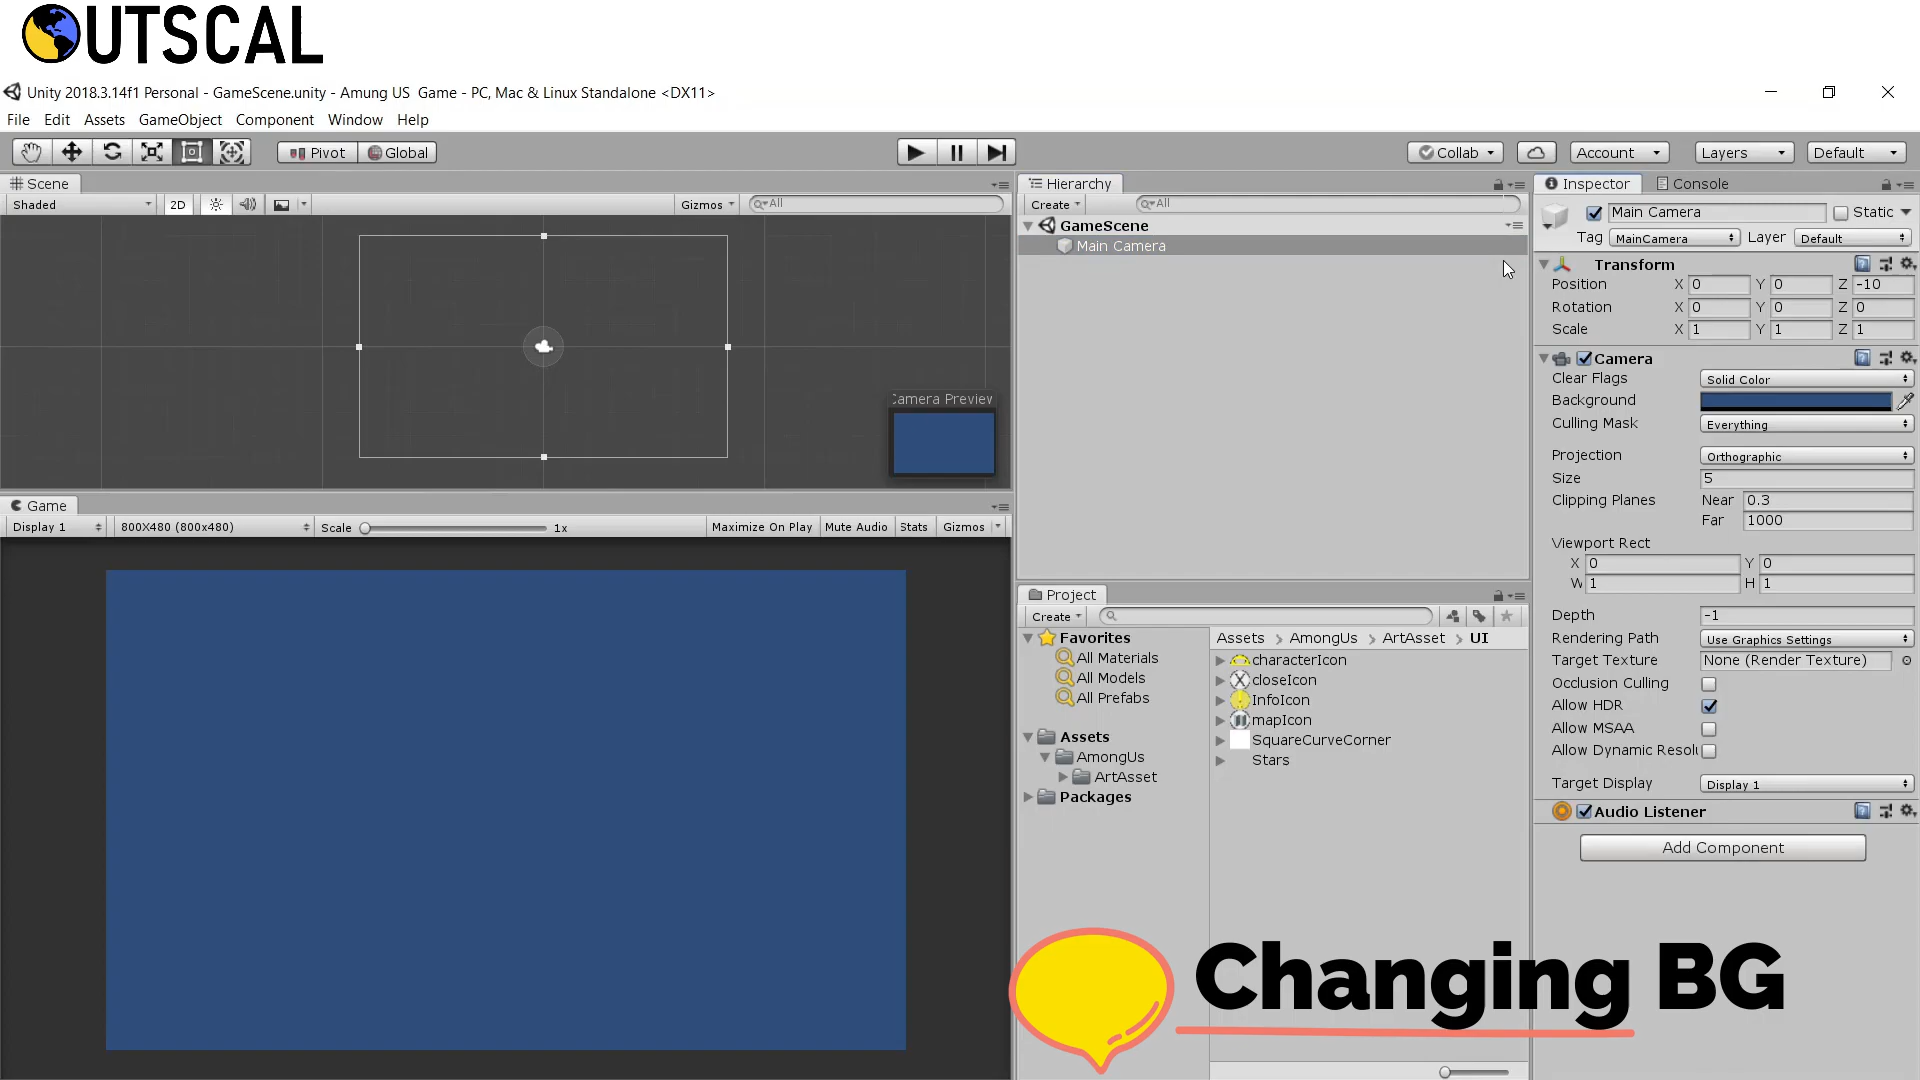 OUTSCAL
Unity 2018.3.14f1 Personal - GameScene.unity - Amung US Game - PC, Mac & Linux Standalone <DX11>
File Edit Assets GameObject Component Window Help
Pivot Global
Collab Account Layers Default
Scene
Shaded 2D Gizmos All
Camera Preview
Game
Display 1 800X480 (800x480) Scale 1x Maximize On Play Mute Audio Stats Gizmos
Hierarchy
Create All
GameScene
Main Camera
Project
Create
Favorites
All Materials
All Models
All Prefabs
Assets
AmongUs
ArtAsset
Packages
Assets AmongUs ArtAsset UI
characterIcon
closeIcon
InfoIcon
mapIcon
SquareCurveCorner
Stars
Inspector Console
Main Camera Static
Tag MainCamera Layer Default
Transform
Position X 0 Y 0 Z -10
Rotation X 0 Y 0 Z 0
Scale X 1 Y 1 Z 1
Camera
Clear Flags Solid Color
Background
Culling Mask Everything
Projection Orthographic
Size 5
Clipping Planes Near 0.3
Far 1000
Viewport Rect
X 0 Y 0
W 1 H 1
Depth -1
Rendering Path Use Graphics Settings
Target Texture None (Render Texture)
Occlusion Culling
Allow HDR
Allow MSAA
Allow Dynamic Resolu
Target Display Display 1
Audio Listener
Add Component
Changing BG